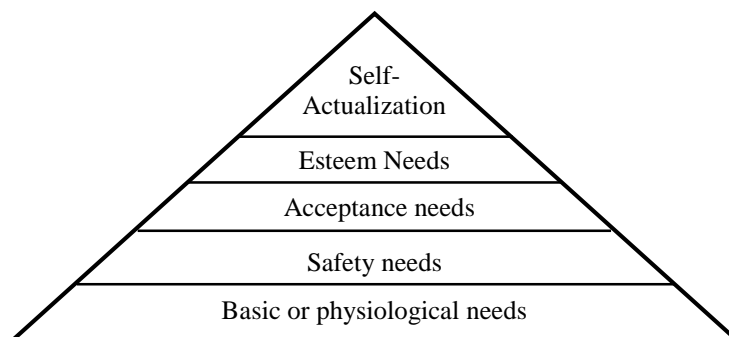 Self-
Actualization
Esteem Needs
Acceptance needs
Safety needs
Basic or physiological needs